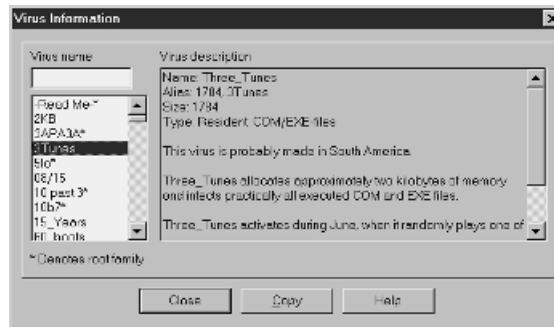 Virus Information
Virus name
-Read Me-*
2KB
3APA3A*
3Tunes
5lo*
08/15
10 past 3*
10b7*
15_Years
60_boots
* Denotes root family
Virus description
Name: Three_Tunes
Alias: 1784, 3Tunes
Size: 1784
Type: Resident COM/EXE-files
This virus is probably made in South America.
Three_Tunes allocates approximately two kilobytes of memory
and infects practically all executed COM and EXE files.
Three_Tunes activates during June, when it randomly plays one of
Close
Copy
Help